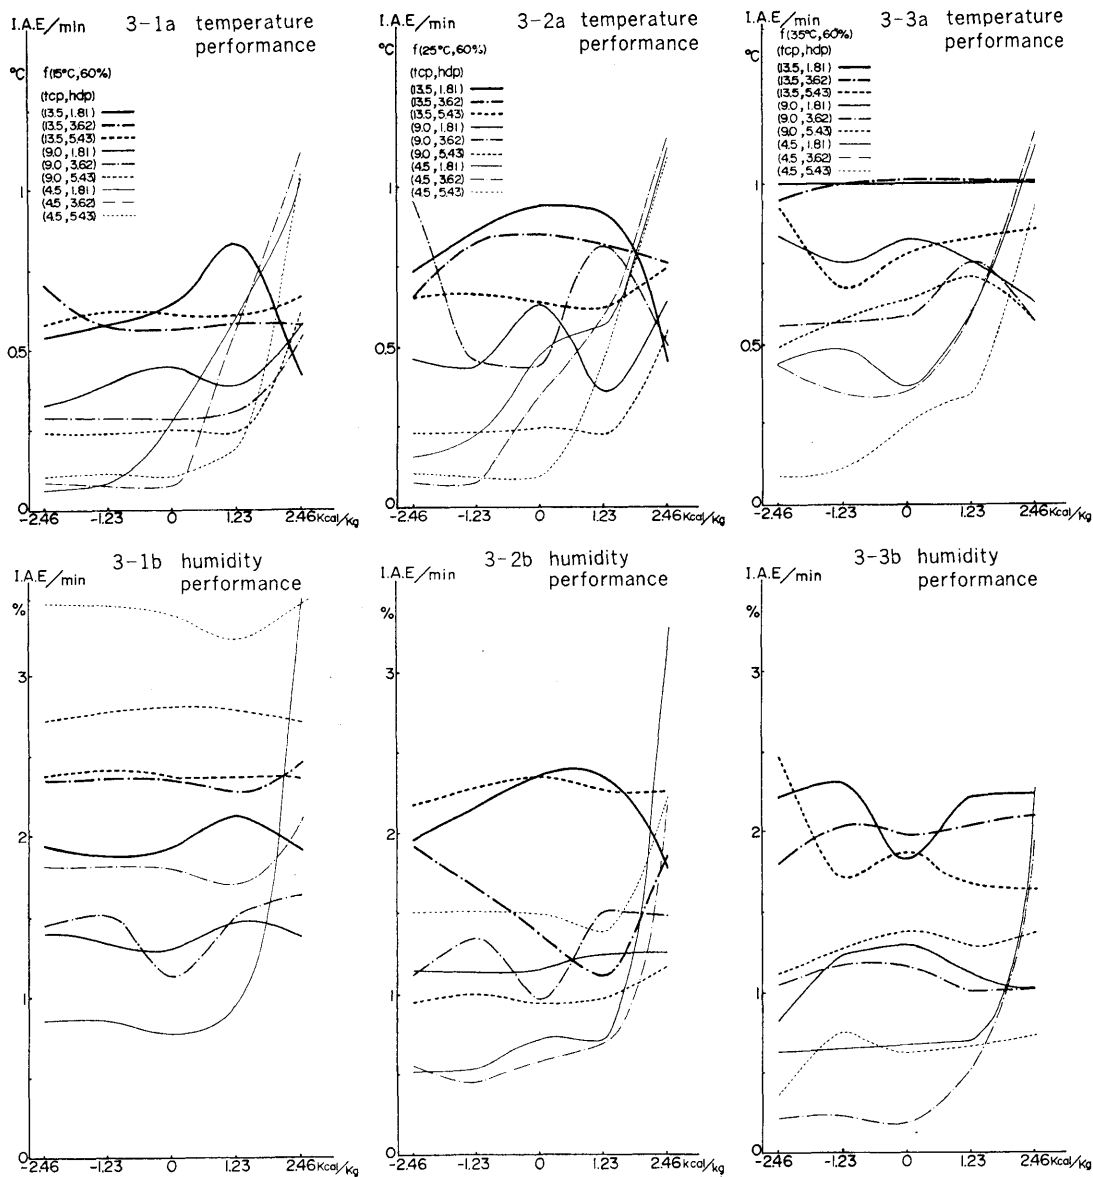 I.A.E/min 3-1a temperature
performance
°C f(15°C,60%)
(tcp,hdp)
(13.5,1.81)
(13.5,3.62)
(13.5,5.43)
(9.0,1.81)
(9.0,3.62)
(9.0,5.43)
(4.5,1.81)
(4.5,3.62)
(4.5,5.43)
1
0.5
0
-2.46 -1.23 0 1.23 2.46 Kcal/Kg
I.A.E/min 3-2a temperature
performance
°C f(25°C,60%)
(tcp,hdp)
(13.5,1.81)
(13.5,3.62)
(13.5,5.43)
(9.0,1.81)
(9.0,3.62)
(9.0,5.43)
(4.5,1.81)
(4.5,3.62)
(4.5,5.43)
1
0.5
0
-2.46 -1.23 0 1.23 2.46 Kcal/Kg
I.A.E/min 3-3a temperature
performance
°C f(35°C,60%)
(tcp,hdp)
(13.5,1.81)
(13.5,3.62)
(13.5,5.43)
(9.0,1.81)
(9.0,3.62)
(9.0,5.43)
(4.5,1.81)
(4.5,3.62)
(4.5,5.43)
1
0.5
0
-2.46 -1.23 0 1.23 2.46 Kcal/Kg
I.A.E/min 3-1b humidity
performance
%
3
2
1
0
-2.46 -1.23 0 1.23 2.46 Kcal/Kg
I.A.E/min 3-2b humidity
performance
%
3
2
1
0
-2.46 -1.23 0 1.23 2.46 Kcal/Kg
I.A.E/min 3-3b humidity
performance
%
3
2
1
0
-2.46 -1.23 0 1.23 2.46 Kcal/Kg